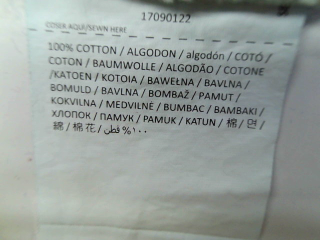 17090122
COSER AQUI/SEWN HERE
100% COTTON / ALGODON / algodón / COTÓ /
COTON / BAUMWOLLE / ALGODÃO / COTONE
/KATOEN / KOTOIA / BAWEŁNA / BAVLNA /
BOMULD / BAVLNA / BOMBAŽ / PAMUT /
KOKVILNA / MEDVILNĖ / BUMBAC / BAMBAKI /
ХЛОПОК / ПАМУК / PAMUK / KATUN / 棉 / 면 /
綿 / 棉花 / قطن %١٠٠